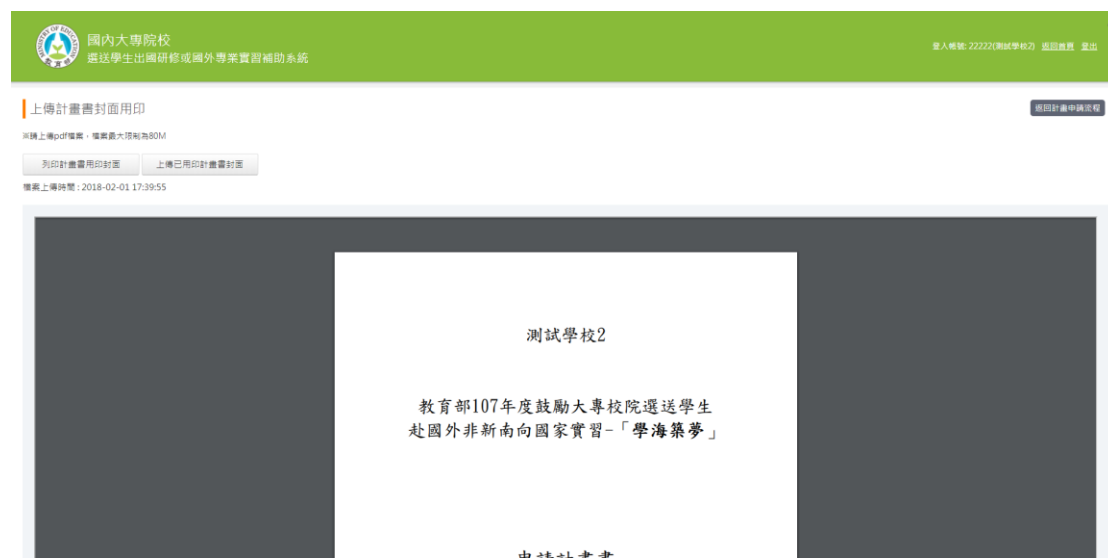 國內大專院校
選送學生出國研修或國外專業實習補助系統
登入帳號: 22222(測試學校2) 返回首頁 登出
上傳計畫書封面用印
返回計畫申請流程
※請上傳pdf檔案，檔案最大限制為80M
列印計畫書用印封面 上傳已用印計畫書封面
檔案上傳時間 : 2018-02-01 17:39:55
測試學校2
教育部107年度鼓勵大專校院選送學生
赴國外非新南向國家實習-「學海築夢」
申請計畫書